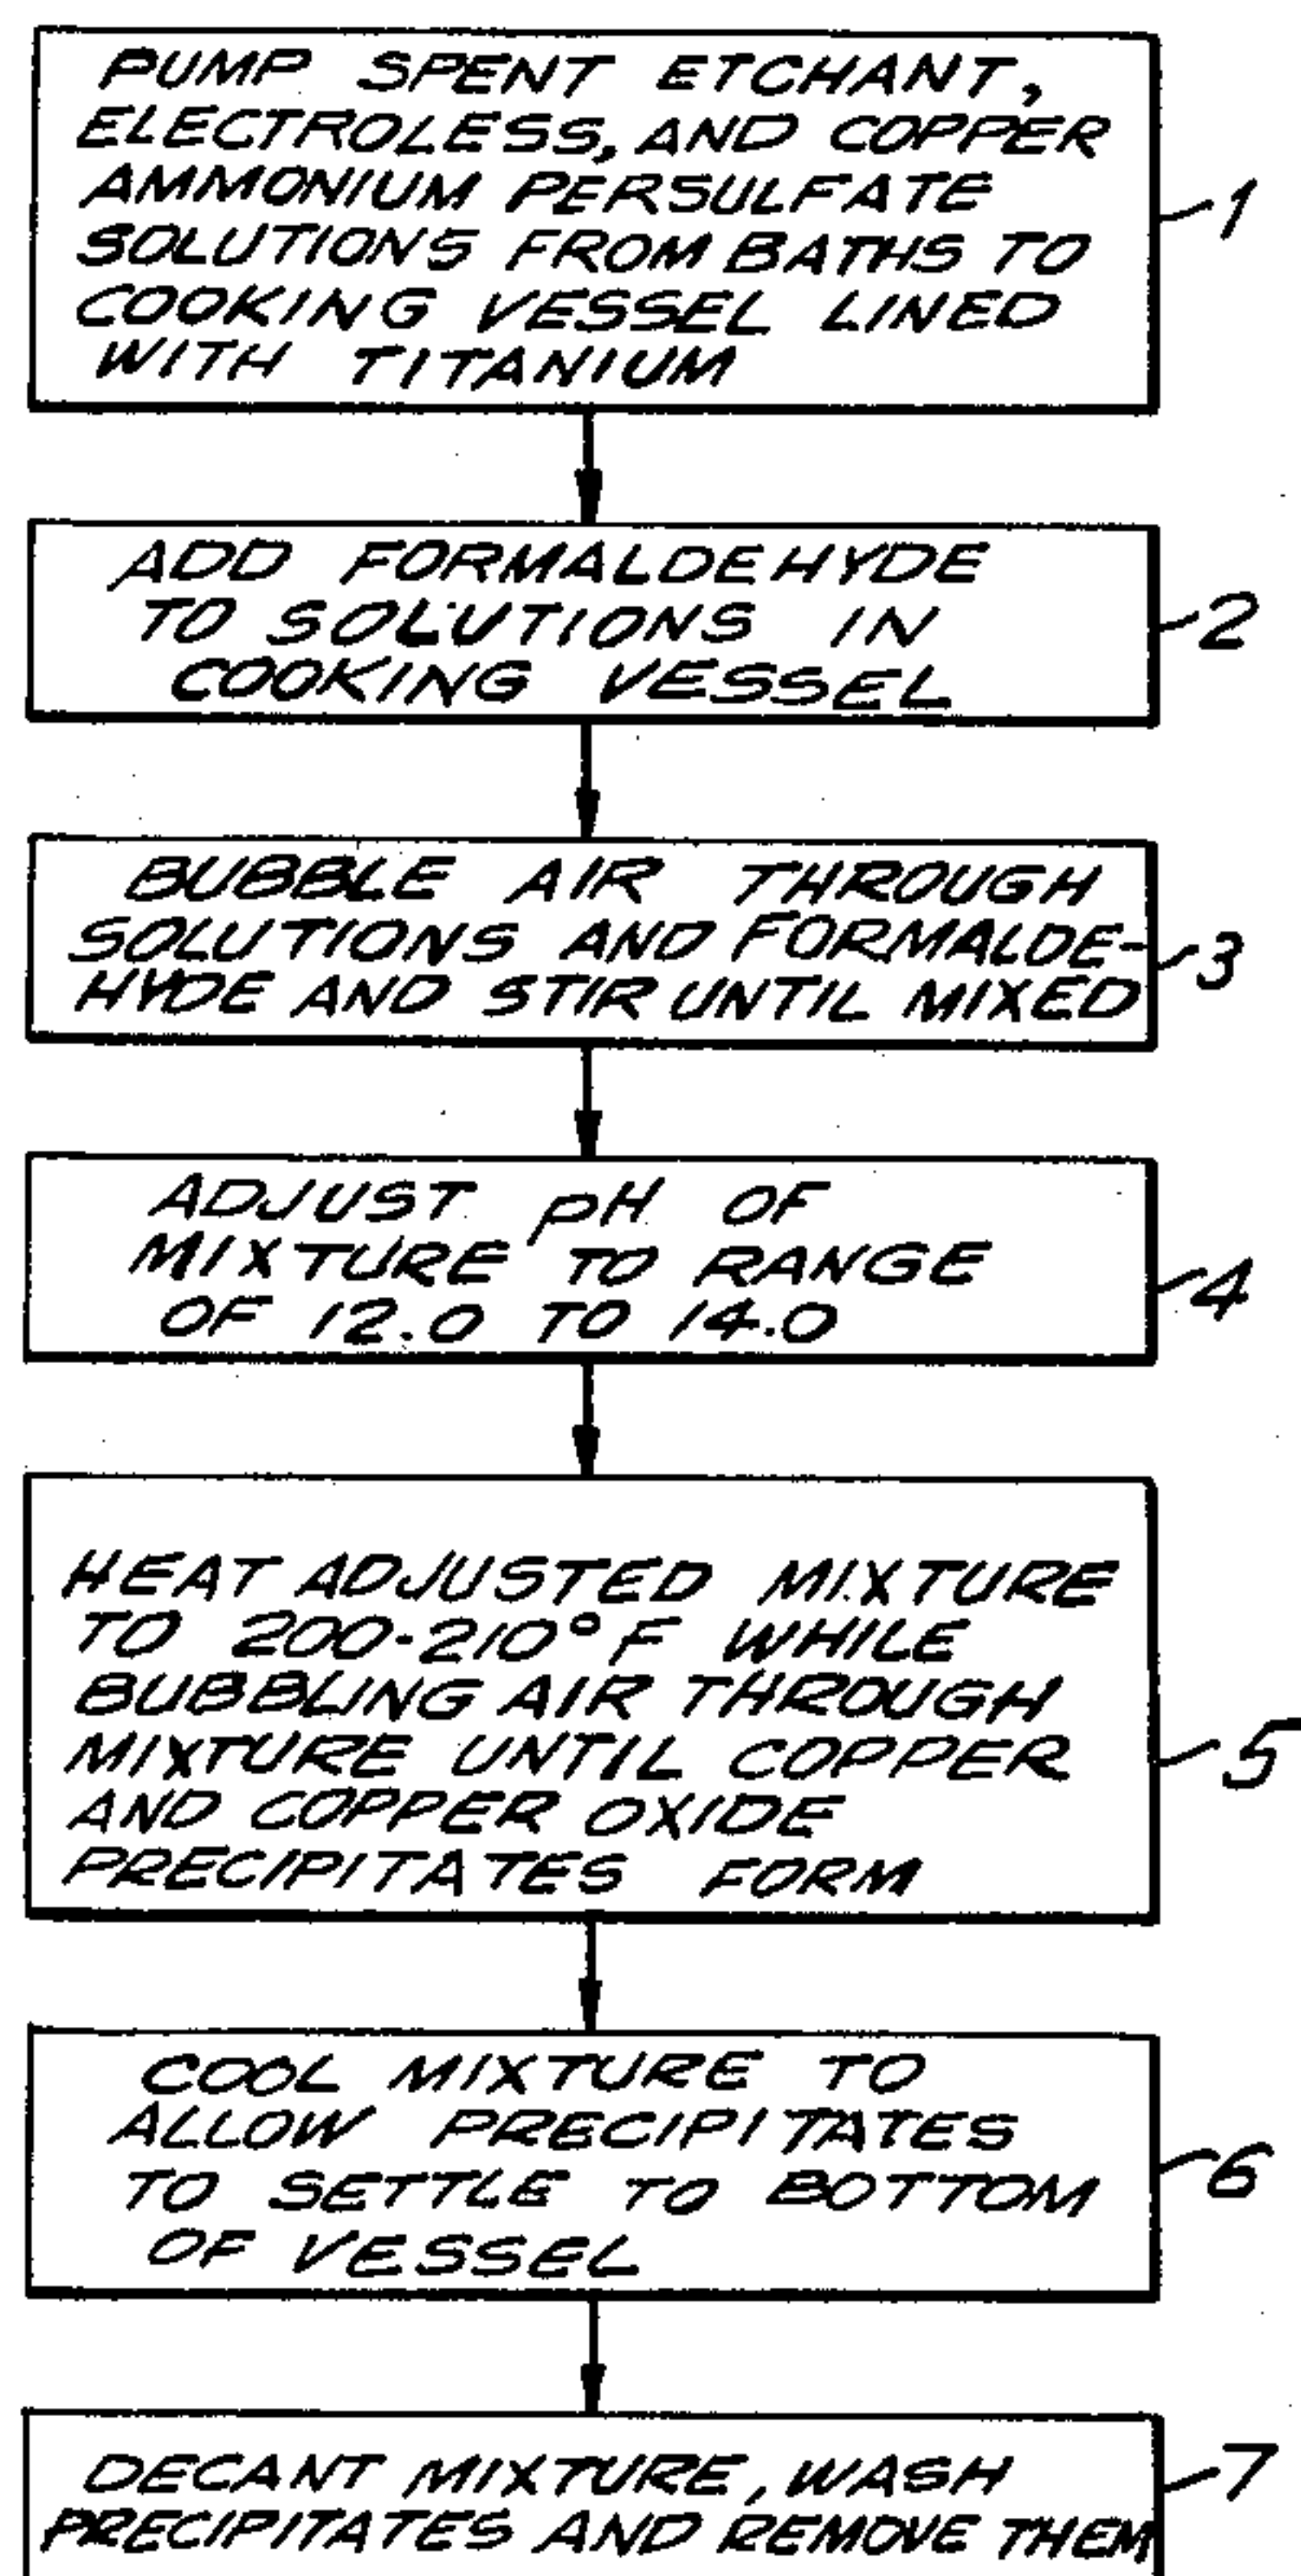 PUMP SPENT ETCHANT,
ELECTROLESS, AND COPPER
AMMONIUM PERSULFATE
SOLUTIONS FROM BATHS TO
COOKING VESSEL LINED
WITH TITANIUM
1
ADD FORMALDEHYDE
TO SOLUTIONS IN
COOKING VESSEL
2
BUBBLE AIR THROUGH
SOLUTIONS AND FORMALDE-
HYDE AND STIR UNTIL MIXED
3
ADJUST pH OF
MIXTURE TO RANGE
OF 12.0 TO 14.0
4
HEAT ADJUSTED MIXTURE
TO 200-210°F WHILE
BUBBLING AIR THROUGH
MIXTURE UNTIL COPPER
AND COPPER OXIDE
PRECIPITATES FORM
5
COOL MIXTURE TO
ALLOW PRECIPITATES
TO SETTLE TO BOTTOM
OF VESSEL
6
DECANT MIXTURE, WASH
PRECIPITATES AND REMOVE THEM
7